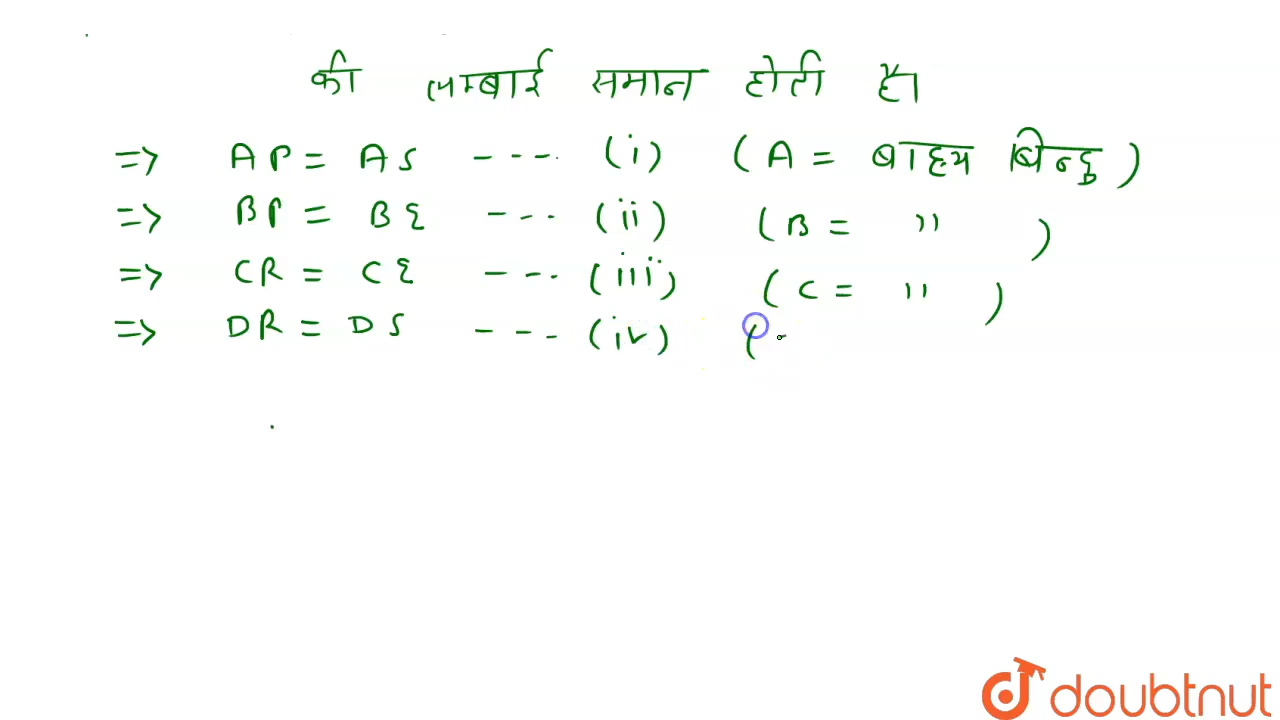 की लम्बाई समान होती है।
=> AP = AS ---- (i) (A = बाह्य बिन्दु)
=> BP = BQ --- (ii) (B = ")
=> CR = CQ --- (iii) (C = ")
=> DR = DS --- (iv) (
doubtnut